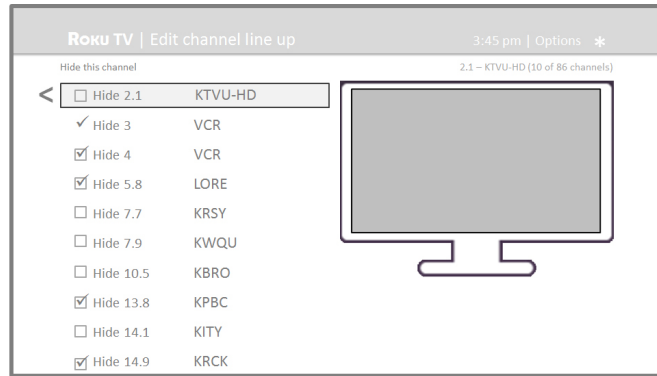 ROKU TV | Edit channel line up
3:45 pm | Options *
Hide this channel
2.1 – KTVU-HD (10 of 86 channels)
< Hide 2.1 KTVU-HD
Hide 3 VCR
Hide 4 VCR
Hide 5.8 LORE
Hide 7.7 KRSY
Hide 7.9 KWQU
Hide 10.5 KBRO
Hide 13.8 KPBC
Hide 14.1 KITY
Hide 14.9 KRCK